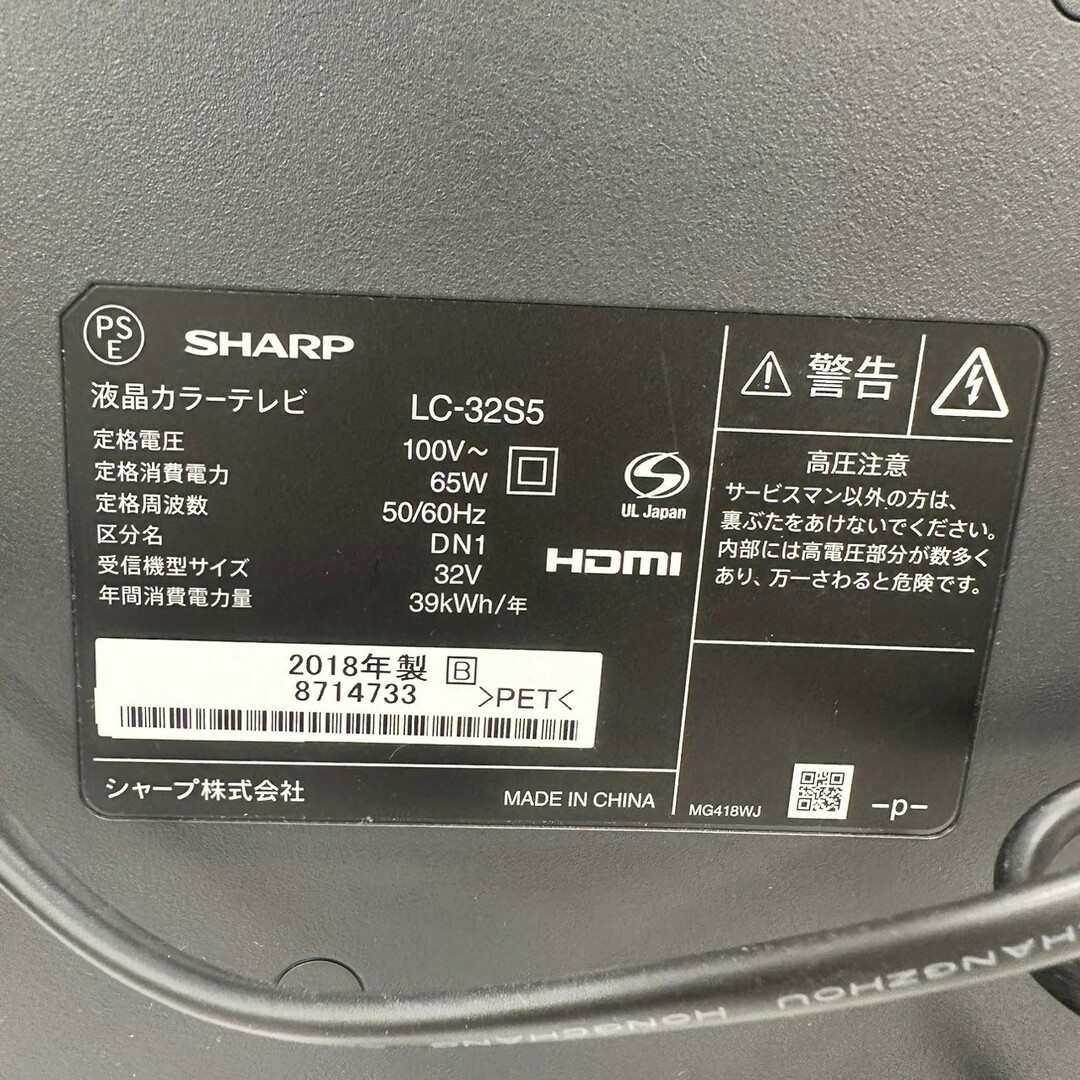 PS
E
SHARP
液晶カラーテレビ LC-32S5
定格電圧 100V~
定格消費電力 65W
定格周波数 50/60Hz
区分名 DN1
受信機型サイズ 32V
年間消費電力量 39kWh/年
S
UL Japan
HDMI
2018年製 B
8714733 >PET<
シャープ株式会社
MADE IN CHINA
警告
高圧注意
サービスマン以外の方は、
裏ぶたをあけないでください。
内部には高電圧部分が数多く
あり、万一さわると危険です。
MG418WJ
-p-
HONGCHANG HANGZHOU